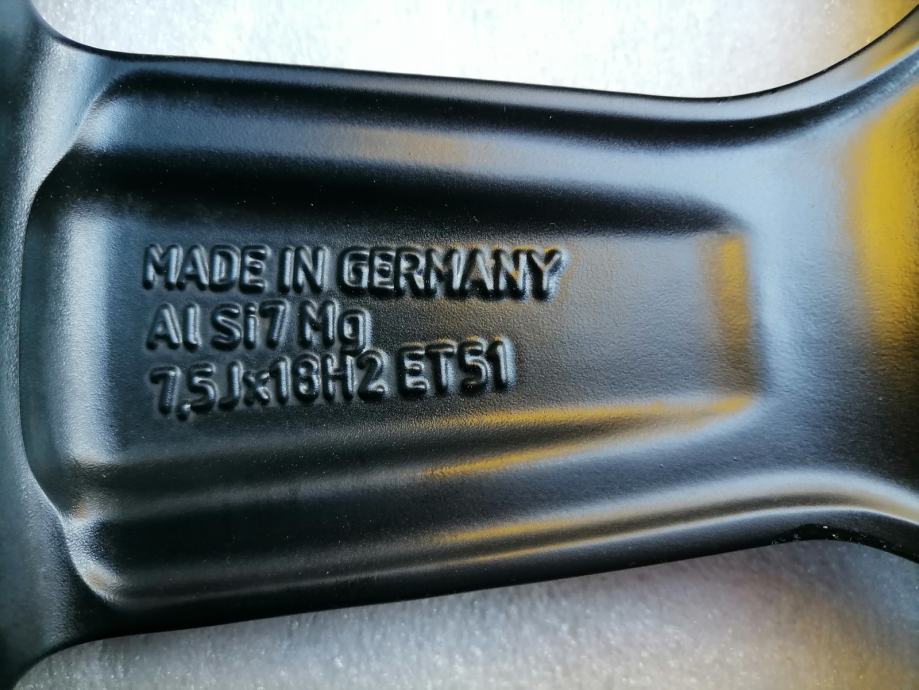 MADE IN GERMANY
Al Si7 Mg
7,5Jx18H2 ET51